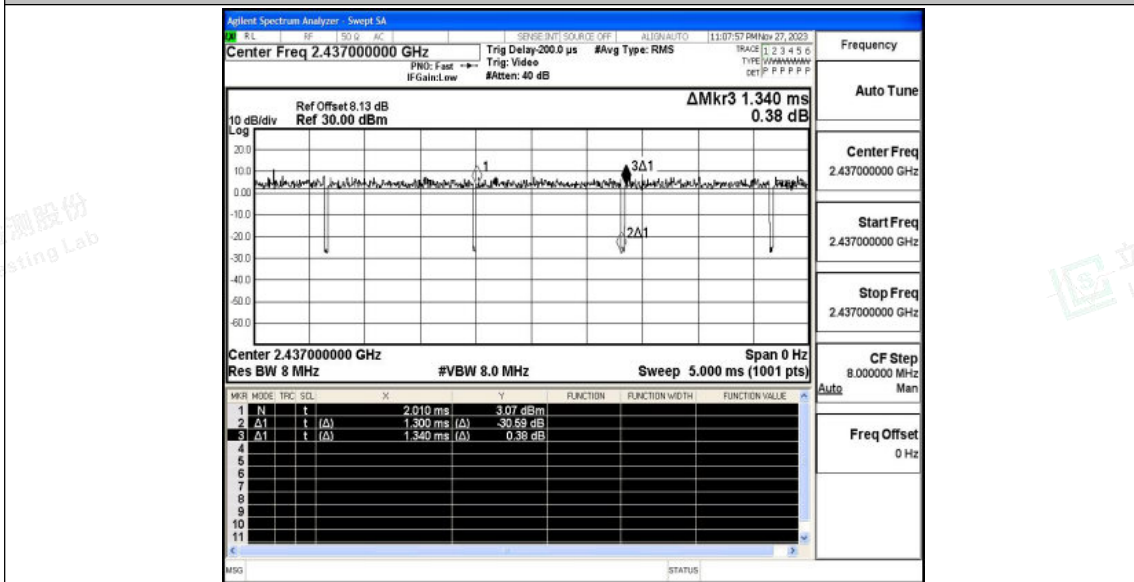 Agilent Spectrum Analyzer - Swept SA
RL RF 50 Ω AC SENSE:INT SOURCE OFF ALIGN AUTO 11:07:57 PM Nov 27, 2023
Center Freq 2.437000000 GHz
PNO: Fast
IFGain:Low
Trig Delay-200.0 µs #Avg Type: RMS
Trig: Video
#Atten: 40 dB
TRACE 1 2 3 4 5 6
TYPE
DET P P P P P P
ΔMkr3 1.340 ms
0.38 dB
Ref Offset 8.13 dB
10 dB/div Ref 30.00 dBm
Log
20.0
10.0
0.00
-10.0
-20.0
-30.0
-40.0
-50.0
-60.0
1
3Δ1
2Δ1
Center 2.437000000 GHz Span 0 Hz
Res BW 8 MHz #VBW 8.0 MHz Sweep 5.000 ms (1001 pts)
MKR MODE TRC SCL X Y FUNCTION FUNCTION WIDTH FUNCTION VALUE
1 N t 2.010 ms 3.07 dBm
2 Δ1 t (Δ) 1.300 ms (Δ) -30.59 dB
3 Δ1 t (Δ) 1.340 ms (Δ) 0.38 dB
4
5
6
7
8
9
10
11
MSG STATUS
Frequency
Auto Tune
Center Freq
2.437000000 GHz
Start Freq
2.437000000 GHz
Stop Freq
2.437000000 GHz
CF Step
8.000000 MHz
Auto Man
Freq Offset
0 Hz
测股份
sting Lab
立